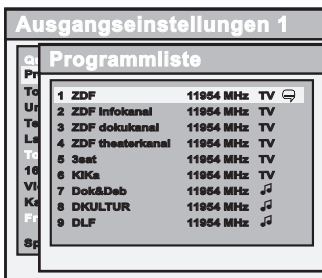 Ausgangseinstellungen 1
Programmliste
1 ZDF 11954 MHz TV
2 ZDF infokanal 11954 MHz TV
3 ZDF dokukanal 11954 MHz TV
4 ZDF theaterkanal 11954 MHz TV
5 3sat 11954 MHz TV
6 KiKa 11954 MHz TV
7 Dok&Deb 11954 MHz
8 DKULTUR 11954 MHz
9 DLF 11954 MHz